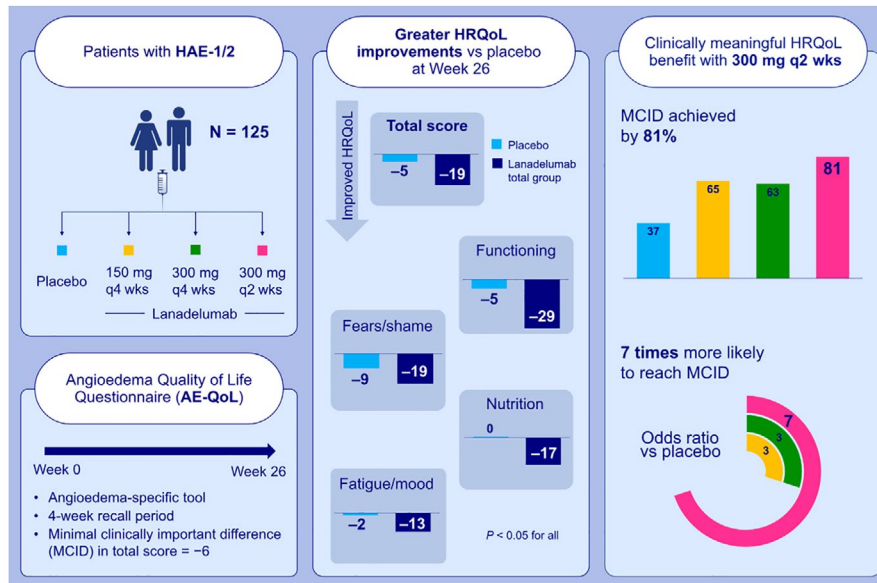 Patients with HAE-1/2
N = 125
Placebo
150 mg
q4 wks
300 mg
q4 wks
300 mg
q2 wks
Lanadelumab
Angioedema Quality of Life
Questionnaire (AE-QoL)
Week 0
Week 26
• Angioedema-specific tool
• 4-week recall period
• Minimal clinically important difference
(MCID) in total score = −6
Greater HRQoL
improvements vs placebo
at Week 26
Improved HRQoL
Total score
−5
−19
Placebo
Lanadelumab
total group
Functioning
−5
−29
Fears/shame
−9
−19
Nutrition
0
−17
Fatigue/mood
−2
−13
P < 0.05 for all
Clinically meaningful HRQoL
benefit with 300 mg q2 wks
MCID achieved
by 81%
37
65
63
81
7 times more likely
to reach MCID
Odds ratio
vs placebo
7
3
3